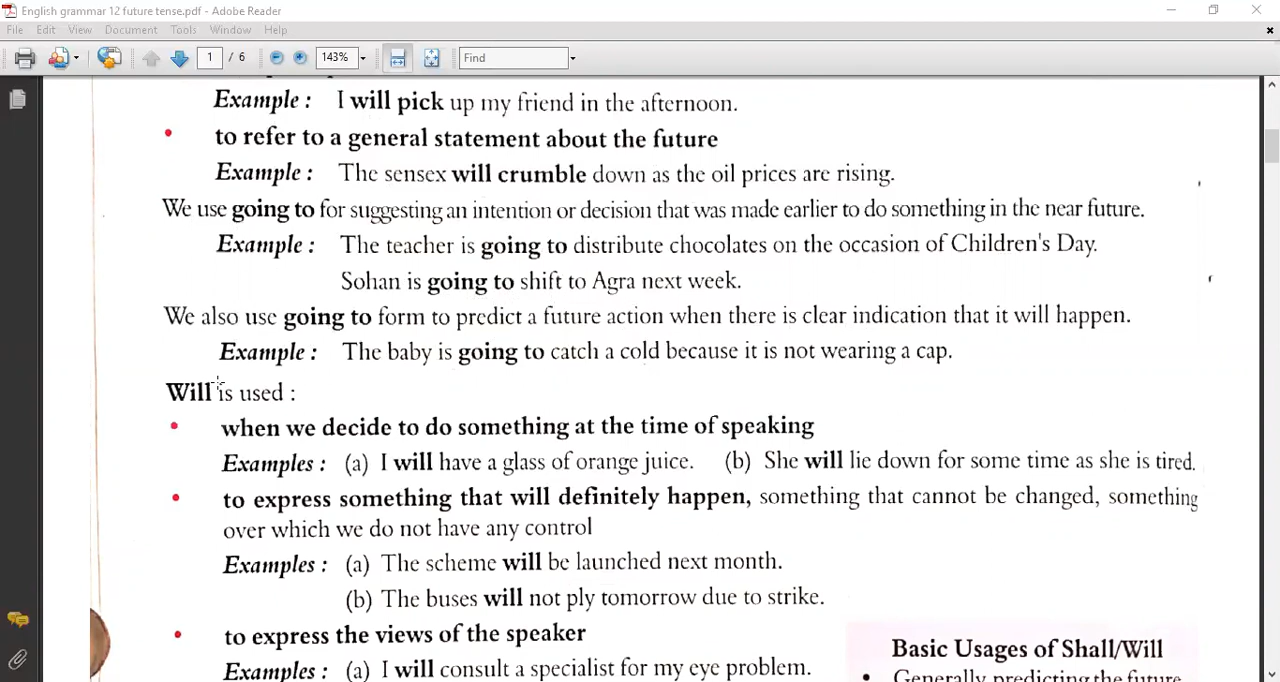 English grammar 12 future tense.pdf - Adobe Reader
File Edit View Document Tools Window Help
1 / 6 143% Find
Example : I will pick up my friend in the afternoon.
• to refer to a general statement about the future
Example : The sensex will crumble down as the oil prices are rising.
We use going to for suggesting an intention or decision that was made earlier to do something in the near future.
Example : The teacher is going to distribute chocolates on the occasion of Children's Day.
Sohan is going to shift to Agra next week.
We also use going to form to predict a future action when there is clear indication that it will happen.
Example : The baby is going to catch a cold because it is not wearing a cap.
Will is used :
• when we decide to do something at the time of speaking
Examples : (a) I will have a glass of orange juice. (b) She will lie down for some time as she is tired.
• to express something that will definitely happen, something that cannot be changed, something
over which we do not have any control
Examples : (a) The scheme will be launched next month.
(b) The buses will not ply tomorrow due to strike.
• to express the views of the speaker
Examples : (a) I will consult a specialist for my eye problem.
Basic Usages of Shall/Will
• Generally predicting the future